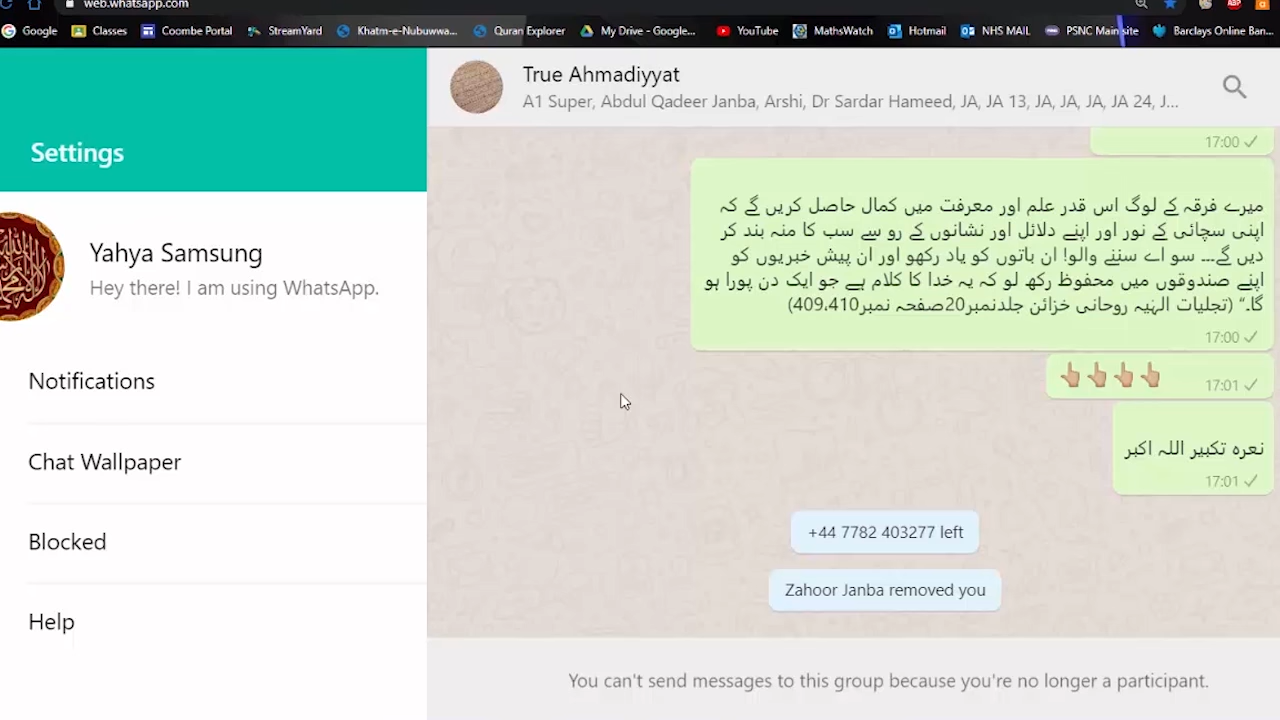 web.whatsapp.com
Google Classes Coombe Portal StreamYard Khatm-e-Nubuwwa... Quran Explorer My Drive - Google... YouTube MathsWatch Hotmail NHS MAIL PSNC Main site Barclays Online Ban...
Settings
Yahya Samsung
Hey there! I am using WhatsApp.
Notifications
Chat Wallpaper
Blocked
Help
True Ahmadiyyat
A1 Super, Abdul Qadeer Janba, Arshi, Dr Sardar Hameed, JA, JA 13, JA, JA, JA, JA 24, J...
17:00
میرے فرقہ کے لوگ اس قدر علم اور معرفت میں کمال حاصل کریں گے کہ
اپنی سچائی کے نور اور اپنے دلائل اور نشانوں کے رو سے سب کا منہ بند کر
دیں گے۔۔۔ سو اے سننے والو! ان باتوں کو یاد رکھو اور ان پیش خبریوں کو
اپنے صندوقوں میں محفوظ رکھ لو کہ یہ خدا کا کلام ہے جو ایک دن پورا ہو
گا۔“ (تجلیات الہٰیہ روحانی خزائن جلدنمبر20صفحہ نمبر409،410)
17:00
👆🏼👆🏼👆🏼👆🏼 17:01
نعرہ تکبیر اللہ اکبر
17:01
+44 7782 403277 left
Zahoor Janba removed you
You can't send messages to this group because you're no longer a participant.